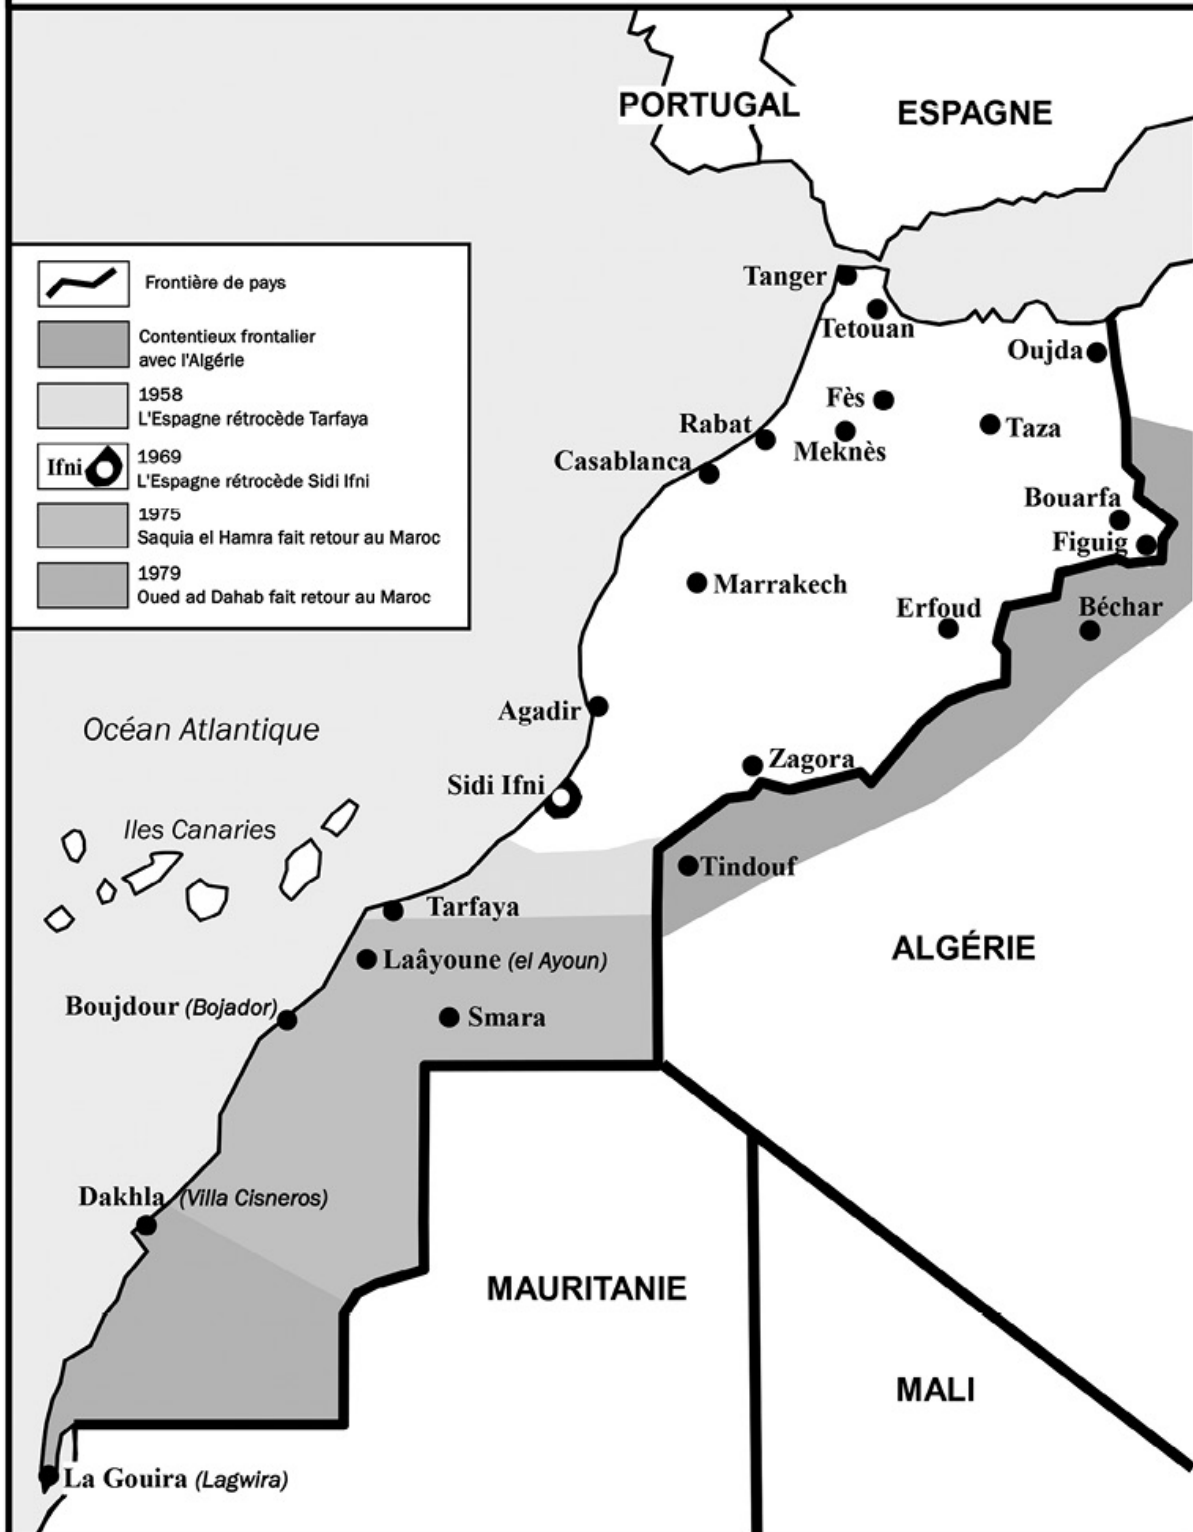 PORTUGAL
ESPAGNE
Tanger
Tetouan
Oujda
Fès
Rabat
Meknès
Taza
Casablanca
Bouarfa
Figuig
Marrakech
Erfoud
Béchar
Frontière de pays
Contentieux frontalier
avec l'Algérie
1958
L'Espagne rétrocède Tarfaya
Ifni
1969
L'Espagne rétrocède Sidi Ifni
1975
Saquia el Hamra fait retour au Maroc
1979
Oued ad Dahab fait retour au Maroc
Océan Atlantique
Agadir
Zagora
Sidi Ifni
Iles Canaries
Tindouf
Tarfaya
ALGÉRIE
Laâyoune (el Ayoun)
Boujdour (Bojador)
Smara
Dakhla (Villa Cisneros)
MAURITANIE
MALI
La Gouira (Lagwira)